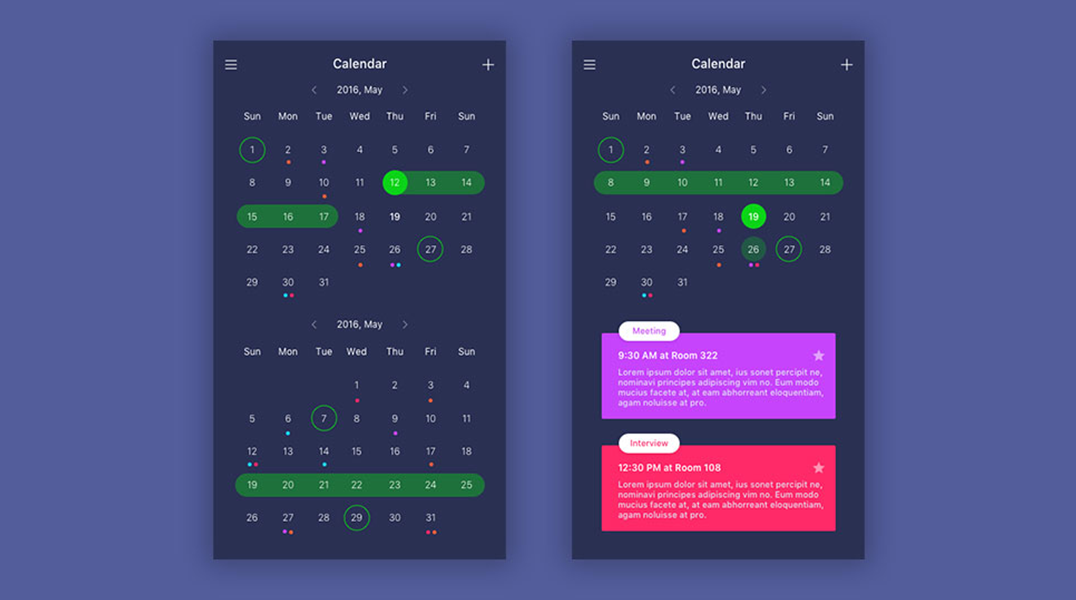 Calendar
2016, May
Sun Mon Tue Wed Thu Fri Sun
1 2 3 4 5 6 7
8 9 10 11 12 13 14
15 16 17 18 19 20 21
22 23 24 25 26 27 28
29 30 31
2016, May
Sun Mon Tue Wed Thu Fri Sun
1 2 3 4
5 6 7 8 9 10 11
12 13 14 15 16 17 18
19 20 21 22 23 24 25
26 27 28 29 30 31
Calendar
2016, May
Sun Mon Tue Wed Thu Fri Sun
1 2 3 4 5 6 7
8 9 10 11 12 13 14
15 16 17 18 19 20 21
22 23 24 25 26 27 28
29 30 31
Meeting
9:30 AM at Room 322
Lorem ipsum dolor sit amet, ius sonet percipit ne,
nominavi principes adipiscing vim no. Eum modo
mucius facete at, at eam abhorreant eloquentiam,
agam noluisse at pro.
Interview
12:30 PM at Room 108
Lorem ipsum dolor sit amet, ius sonet percipit ne,
nominavi principes adipiscing vim no. Eum modo
mucius facete at, at eam abhorreant eloquentiam,
agam noluisse at pro.